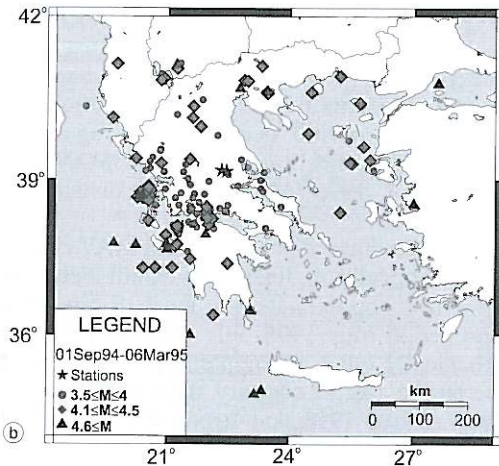 42°
39°
36°
LEGEND
01Sep94-06Mar95
Stations
3.5≤M≤4
4.1≤M≤4.5
4.6≤M
km
0 100 200
b
21° 24° 27°